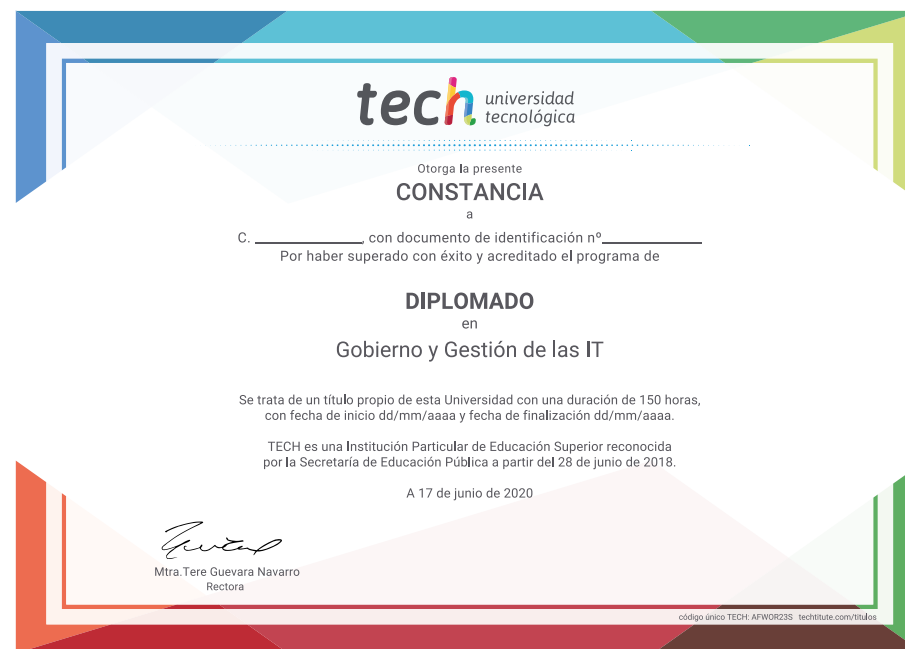 tech universidad
tecnológica
Otorga la presente
CONSTANCIA
a
C. ______________, con documento de identificación nº_____________
Por haber superado con éxito y acreditado el programa de
DIPLOMADO
en
Gobierno y Gestión de las IT
Se trata de un título propio de esta Universidad con una duración de 150 horas,
con fecha de inicio dd/mm/aaaa y fecha de finalización dd/mm/aaaa.
TECH es una Institución Particular de Educación Superior reconocida
por la Secretaría de Educación Pública a partir del 28 de junio de 2018.
A 17 de junio de 2020
Mtra.Tere Guevara Navarro
Rectora
código único TECH: AFWOR23S techtitute.com/titulos